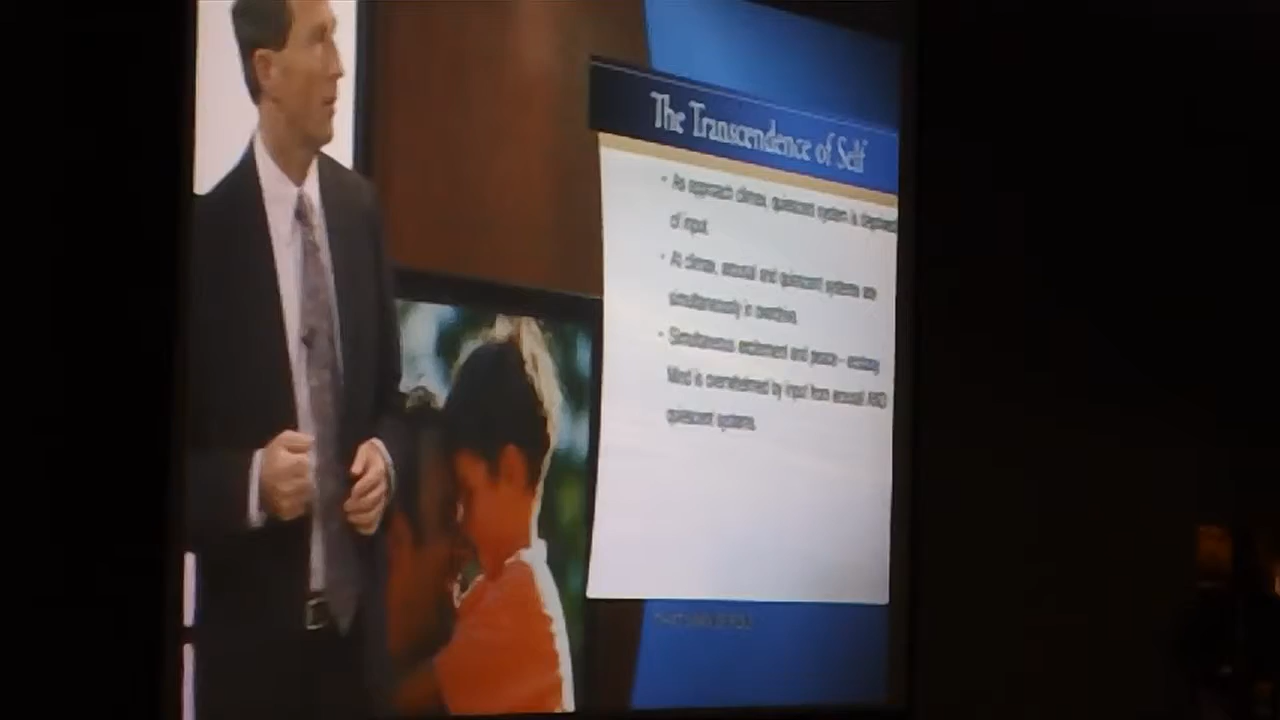 The Transcendence of Self
• As approach climax, quiescent system is deprived
of input.
• At climax, arousal and quiescent systems are
simultaneously in overdrive.
• Simultaneous excitement and peace – ecstasy.
Mind is overwhelmed by input from arousal AND
quiescent systems.